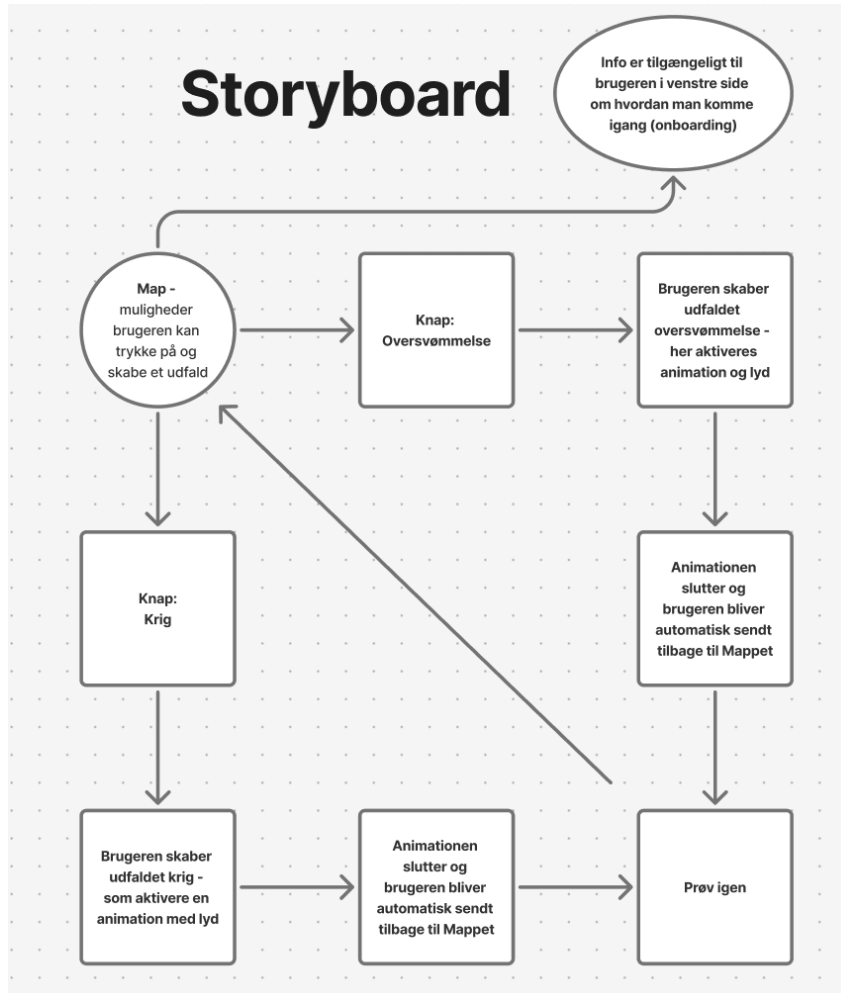 Storyboard
Info er tilgængeligt til
brugeren i venstre side
om hvordan man komme
igang (onboarding)
Map -
muligheder
brugeren kan
trykke på og
skabe et udfald
Knap:
Oversvømmelse
Brugeren skaber
udfaldet
oversvømmelse -
her aktiveres
animation og lyd
Knap:
Krig
Animationen
slutter og
brugeren bliver
automatisk sendt
tilbage til Mappet
Brugeren skaber
udfaldet krig -
som aktivere en
animation med lyd
Animationen
slutter og
brugeren bliver
automatisk sendt
tilbage til Mappet
Prøv igen